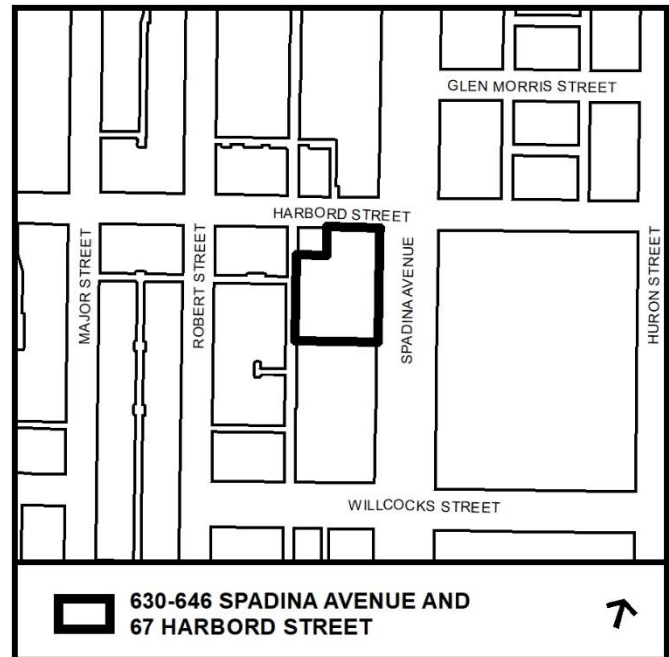 GLEN MORRIS STREET
HARBORD STREET
MAJOR STREET
ROBERT STREET
SPADINA AVENUE
HURON STREET
WILLCOCKS STREET
630-646 SPADINA AVENUE AND
67 HARBORD STREET